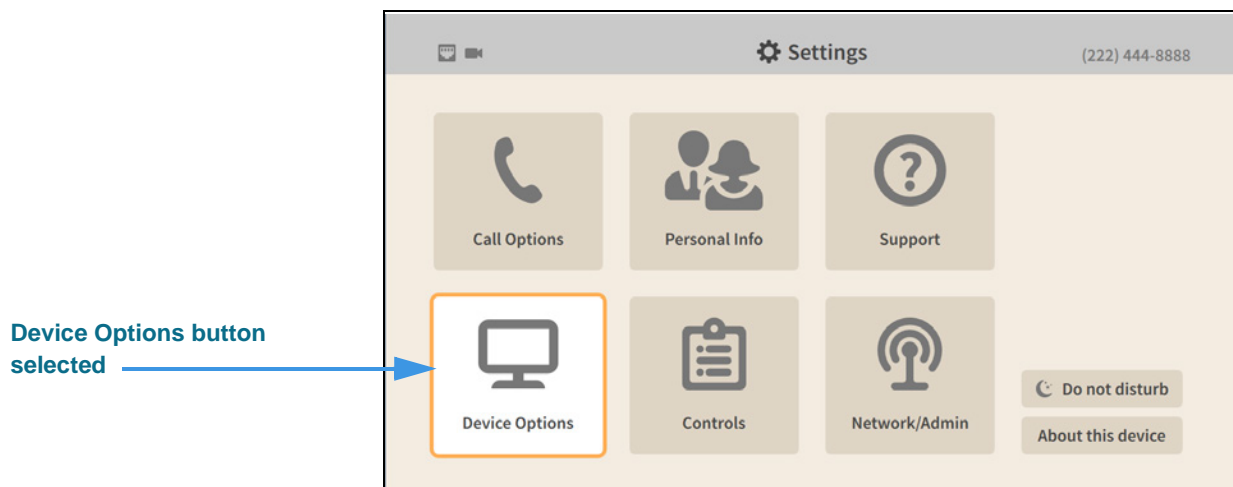 Settings
(222) 444-8888
Call Options
Personal Info
Support
Device Options button
selected
Device Options
Controls
Network/Admin
Do not disturb
About this device